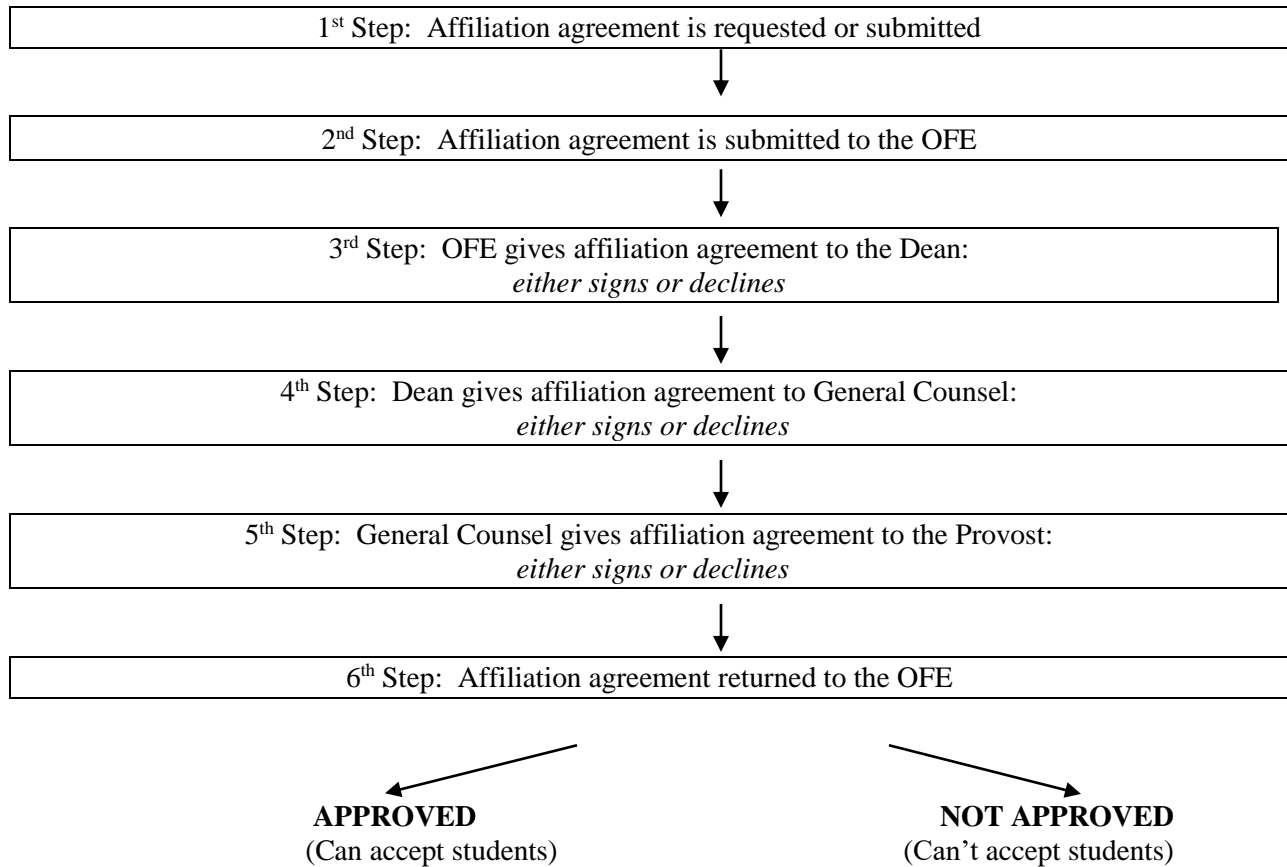 1st Step:  Affiliation agreement is requested or submitted
2nd Step:  Affiliation agreement is submitted to the OFE
3rd Step:  OFE gives affiliation agreement to the Dean:
either signs or declines
4th Step:  Dean gives affiliation agreement to General Counsel:
either signs or declines
5th Step:  General Counsel gives affiliation agreement to the Provost:
either signs or declines
6th Step:  Affiliation agreement returned to the OFE
APPROVED NOT APPROVED
(Can accept students) (Can’t accept students)